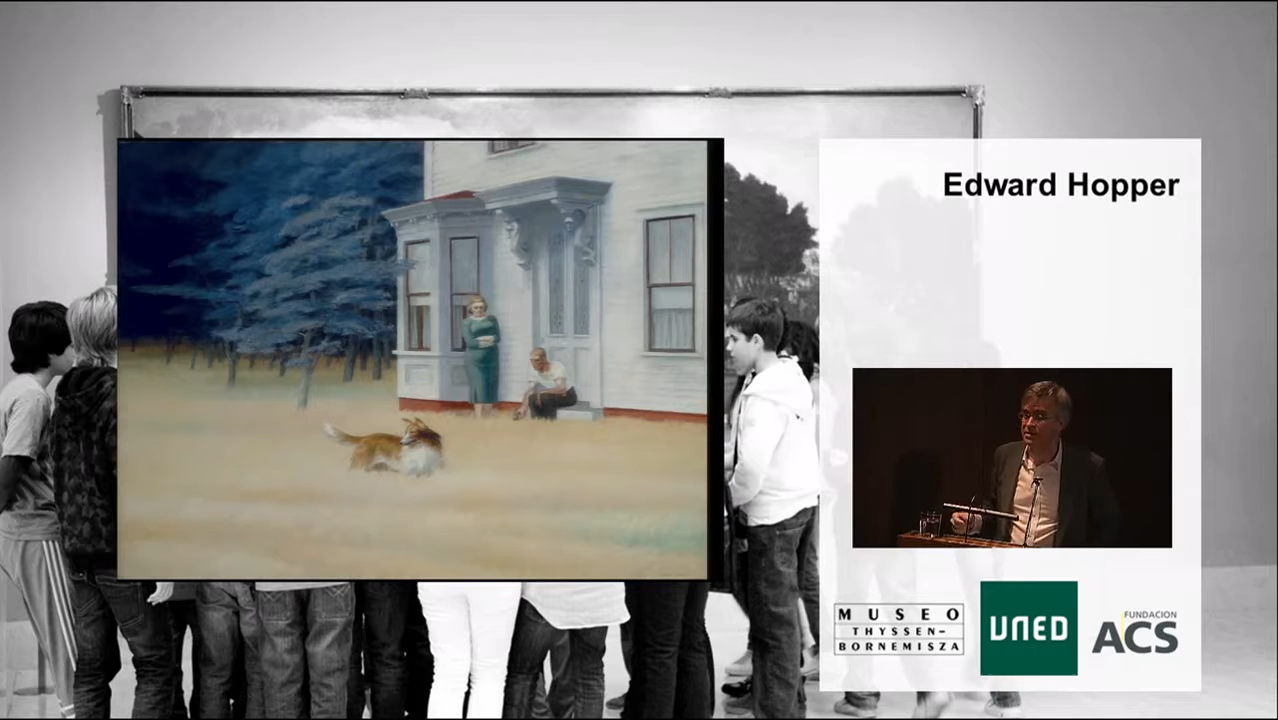 Edward Hopper
MUSEO
THYSSEN-
BORNEMISZA
UNED
FUNDACION
ACS